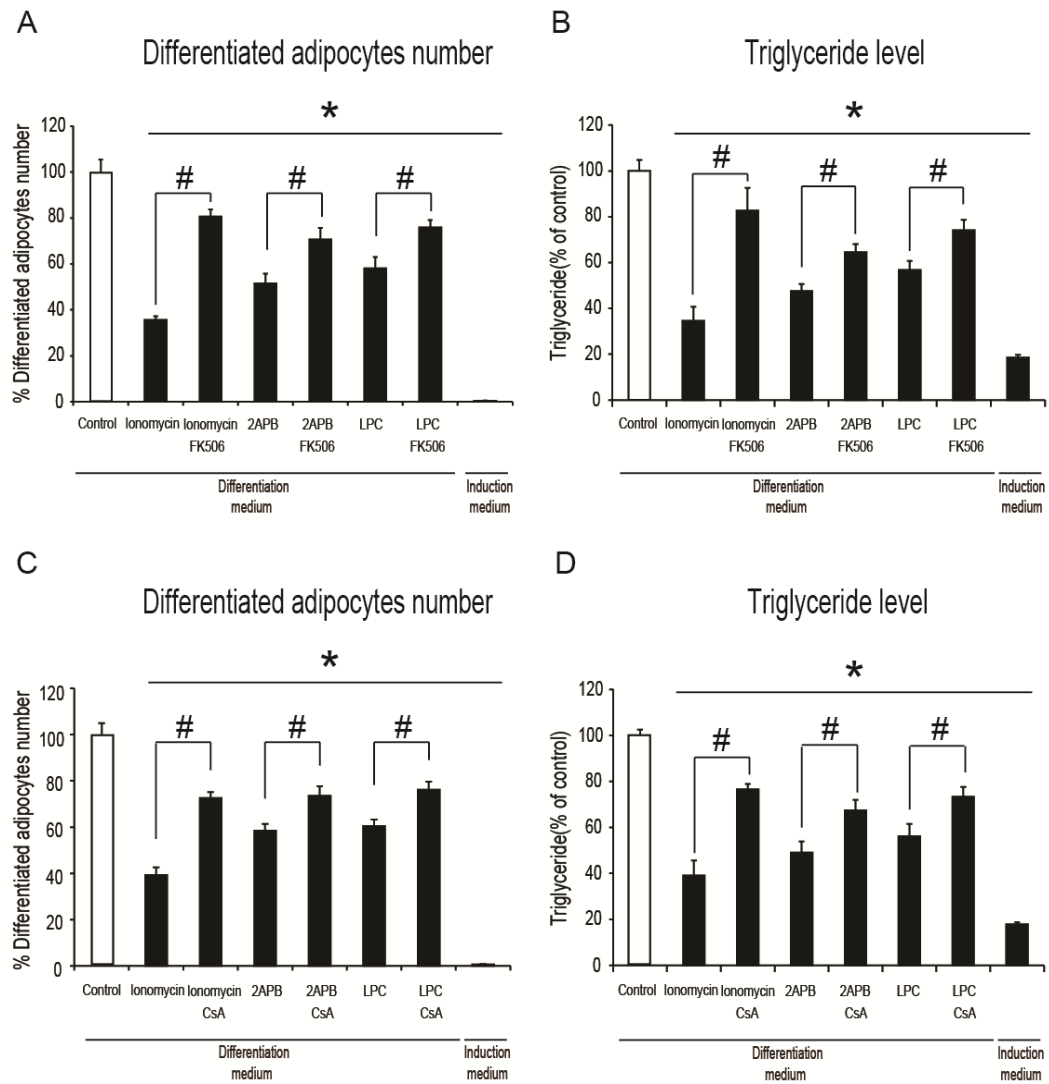 A
Differentiated adipocytes number
*
% Differentiated adipocytes number
120
100
80
60
40
20
0
#
#
#
Control
Ionomycin
Ionomycin
FK506
2APB
2APB
FK506
LPC
LPC
FK506
Differentiation
medium
Induction
medium
B
Triglyceride level
*
Triglyceride(% of control)
120
100
80
60
40
20
0
#
#
#
Control
Ionomycin
Ionomycin
FK506
2APB
2APB
FK506
LPC
LPC
FK506
Differentiation
medium
Induction
medium
C
Differentiated adipocytes number
*
% Differentiated adipocytes number
120
100
80
60
40
20
0
#
#
#
Control
Ionomycin
Ionomycin
CsA
2APB
2APB
CsA
LPC
LPC
CsA
Differentiation
medium
Induction
medium
D
Triglyceride level
*
Triglyceride(% of control)
120
100
80
60
40
20
0
#
#
#
Control
Ionomycin
Ionomycin
CsA
2APB
2APB
CsA
LPC
LPC
CsA
Differentiation
medium
Induction
medium